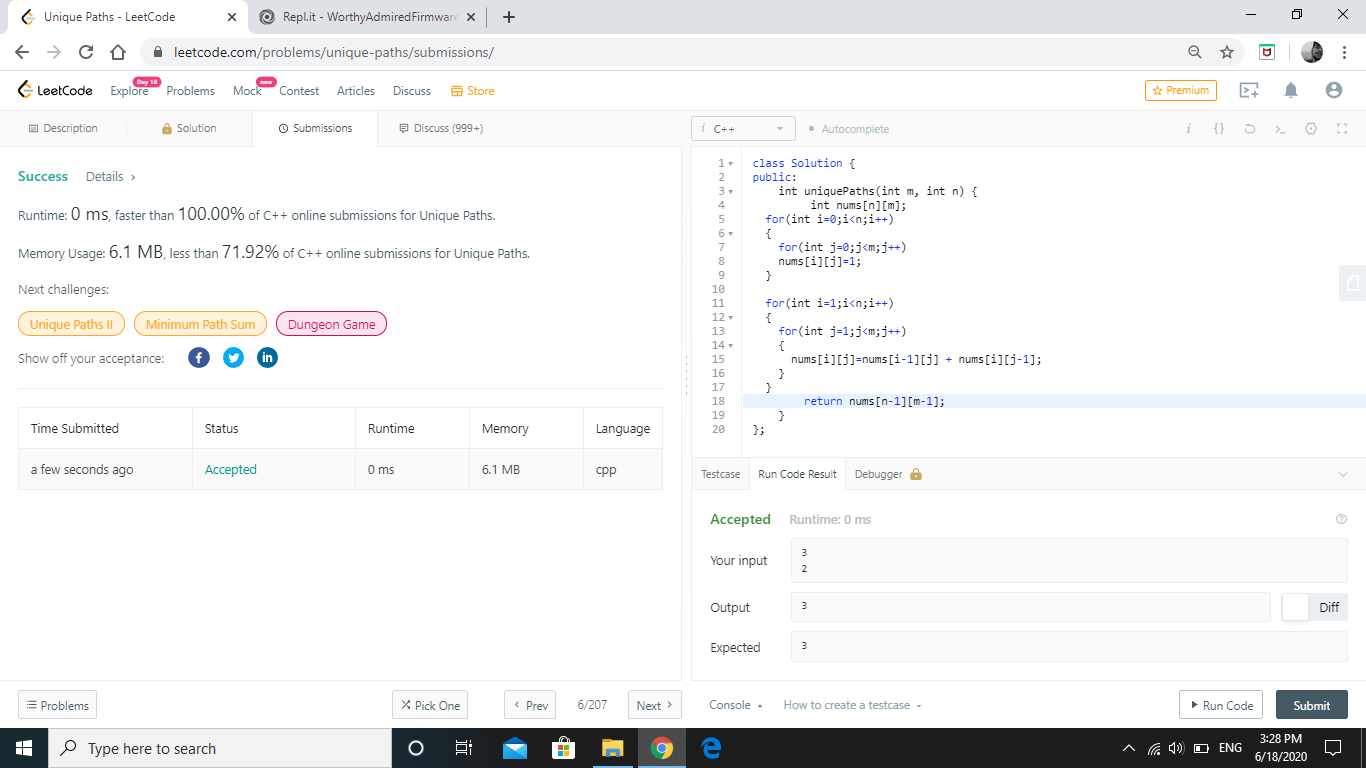 Unique Paths - LeetCode
Repl.it - WorthyAdmiredFirmware
leetcode.com/problems/unique-paths/submissions/
LeetCode
Explore
Day 18
Problems
Mock
new
Contest
Articles
Discuss
Store
Premium
Description
Solution
Submissions
Discuss (999+)
i C++
Autocomplete
Success
Details ›
Runtime: 0 ms, faster than 100.00% of C++ online submissions for Unique Paths.
Memory Usage: 6.1 MB, less than 71.92% of C++ online submissions for Unique Paths.
Next challenges:
Unique Paths II
Minimum Path Sum
Dungeon Game
Show off your acceptance:
Time Submitted Status Runtime Memory Language
a few seconds ago Accepted 0 ms 6.1 MB cpp
1 class Solution {
2 public:
3 int uniquePaths(int m, int n) {
4 int nums[n][m];
5 for(int i=0;i<n;i++)
6 {
7 for(int j=0;j<m;j++)
8 nums[i][j]=1;
9 }
10
11 for(int i=1;i<n;i++)
12 {
13 for(int j=1;j<m;j++)
14 {
15 nums[i][j]=nums[i-1][j] + nums[i][j-1];
16 }
17 }
18 return nums[n-1][m-1];
19 }
20 };
Testcase
Run Code Result
Debugger
Accepted
Runtime: 0 ms
Your input
3
2
Output
3
Diff
Expected
3
Problems
Pick One
‹ Prev
6/207
Next ›
Console
How to create a testcase
Run Code
Submit
Type here to search
ENG
3:28 PM
6/18/2020